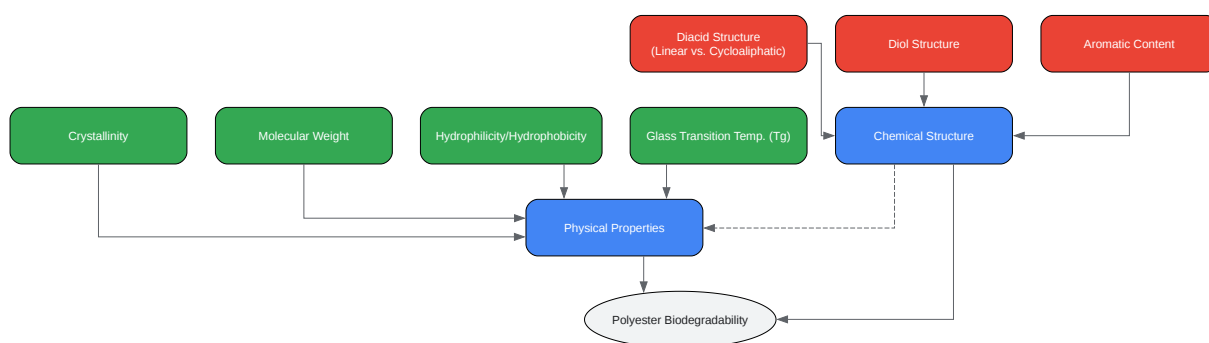 Diacid Structure
(Linear vs. Cycloaliphatic)
Diol Structure
Aromatic Content
Crystallinity
Molecular Weight
Hydrophilicity/Hydrophobicity
Glass Transition Temp. (Tg)
Chemical Structure
Physical Properties
Polyester Biodegradability